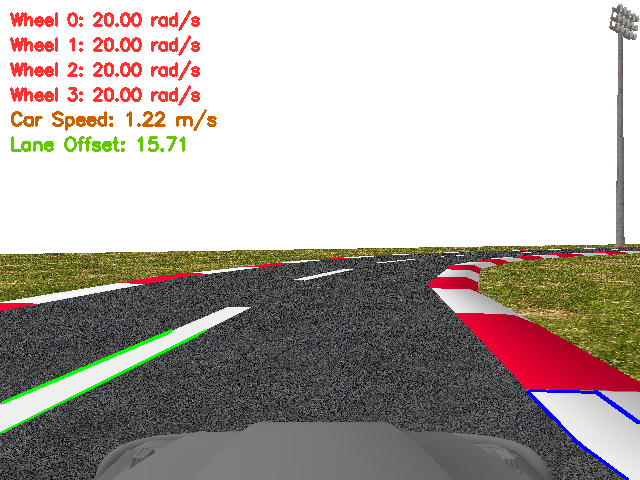 Wheel 0: 20.00 rad/s
Wheel 1: 20.00 rad/s
Wheel 2: 20.00 rad/s
Wheel 3: 20.00 rad/s
Car Speed: 1.22 m/s
Lane Offset: 15.71